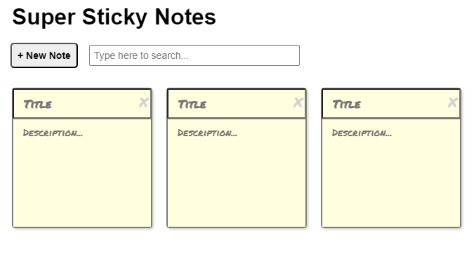 Super Sticky Notes
+ New Note
Type here to search...
Title X
Description...
Title X
Description...
Title X
Description...